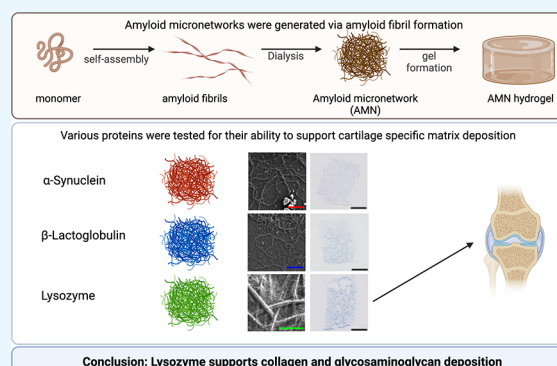 Amyloid micronetworks were generated via amyloid fibril formation
self-assembly
Dialysis
gel
formation
monomer
amyloid fibrils
Amyloid micronetwork
(AMN)
AMN hydrogel
Various proteins were tested for their ability to support cartilage specific matrix deposition
α-Synuclein
β-Lactoglobulin
Lysozyme
Conclusion: Lysozyme supports collagen and glycosaminoglycan deposition